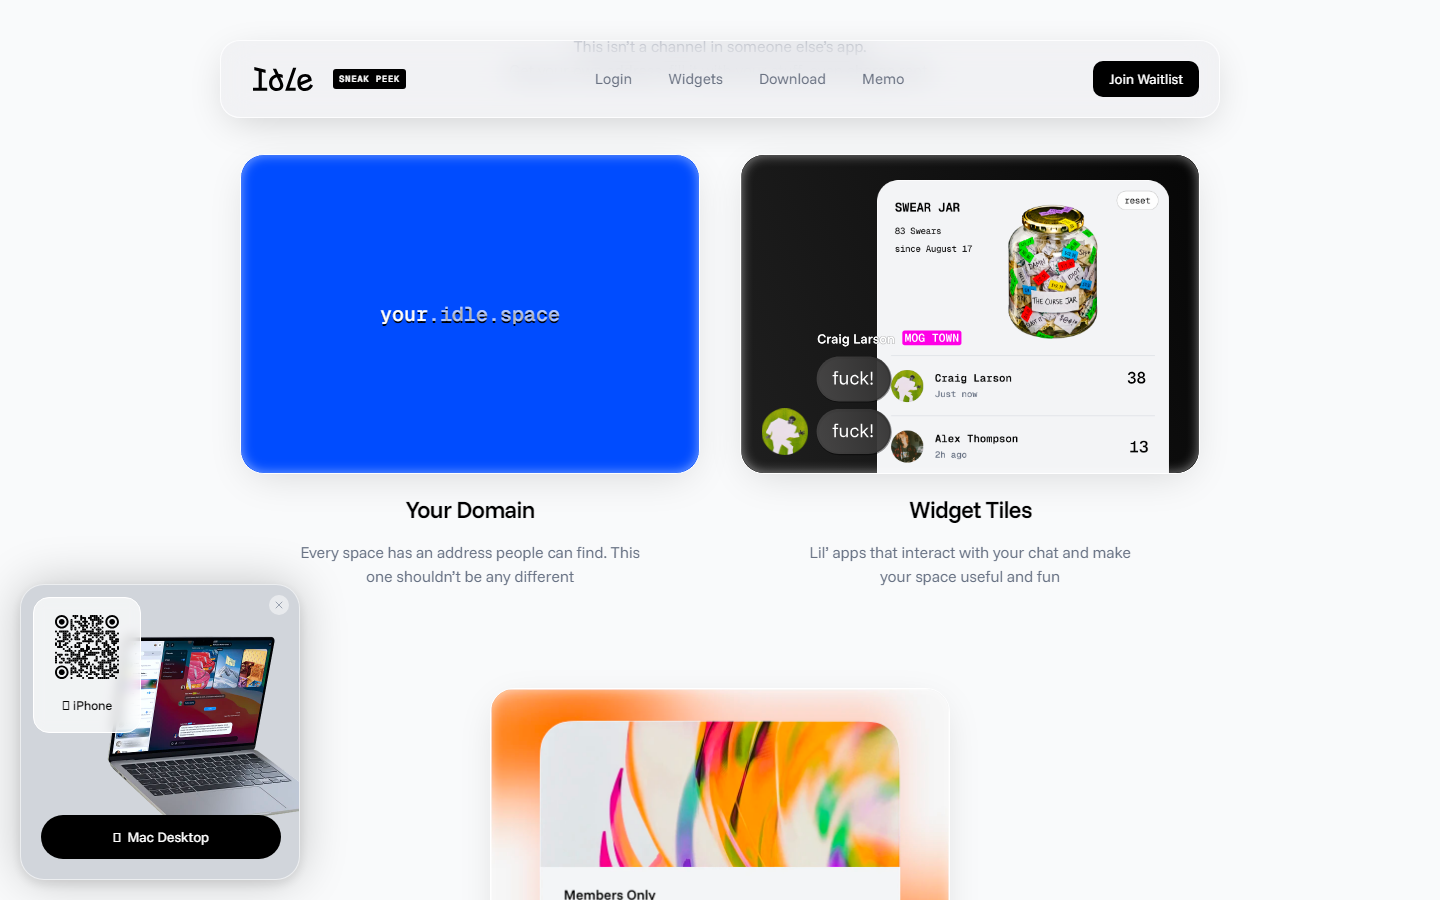 This isn't a channel in someone else's app.
Idle
SNEAK PEEK
Login
Widgets
Download
Memo
Join Waitlist
your.idle.space
SWEAR JAR
83 Swears
since August 17
reset
THE CURSE JAR
Craig Larson
MOG TOWN
fuck!
fuck!
Craig Larson
Just now
38
Alex Thompson
2h ago
13
Your Domain
Every space has an address people can find. This
one shouldn't be any different
Widget Tiles
Lil' apps that interact with your chat and make
your space useful and fun
iPhone
Mac Desktop
Members Only